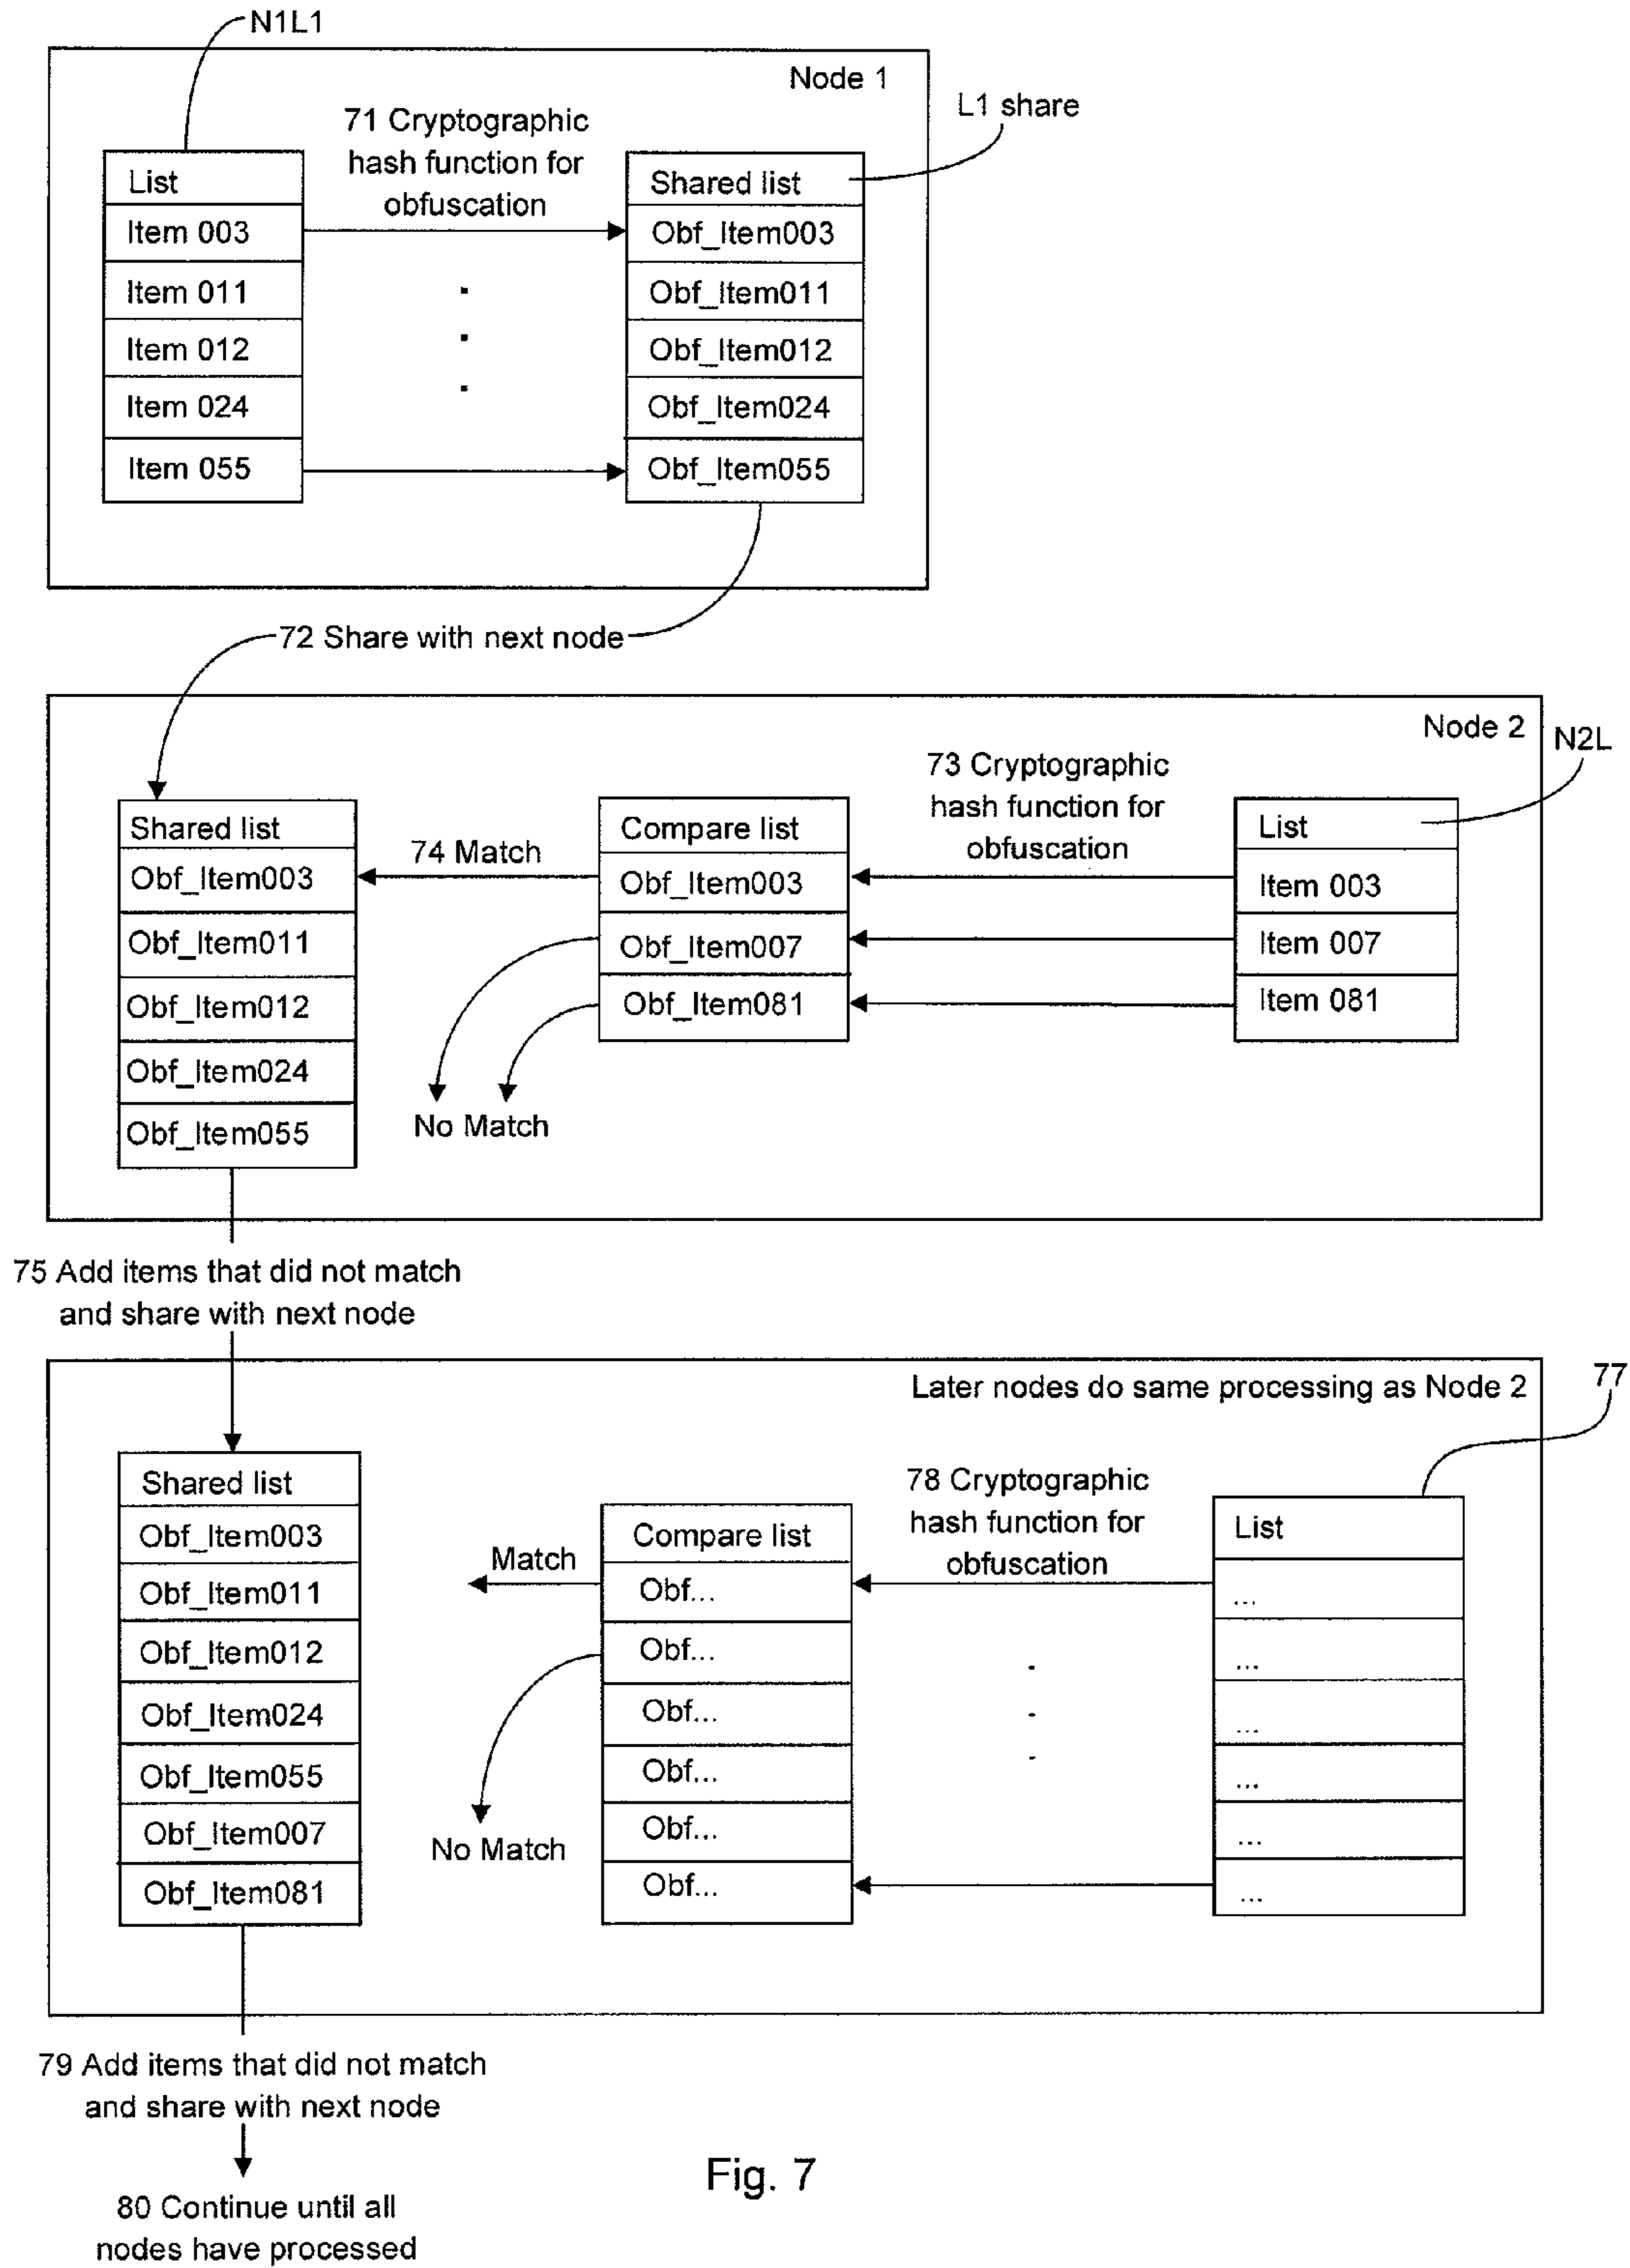 N1L1
Node 1
L1 share
71 Cryptographic
hash function for
obfuscation
List
Item 003
Item 011
Item 012
Item 024
Item 055
Shared list
Obf_Item003
Obf_Item011
Obf_Item012
Obf_Item024
Obf_Item055
72 Share with next node
Node 2
N2L
Shared list
Obf_Item003
Obf_Item011
Obf_Item012
Obf_Item024
Obf_Item055
74 Match
No Match
Compare list
Obf_Item003
Obf_Item007
Obf_Item081
73 Cryptographic
hash function for
obfuscation
List
Item 003
Item 007
Item 081
75 Add items that did not match
and share with next node
Later nodes do same processing as Node 2
77
Shared list
Obf_Item003
Obf_Item011
Obf_Item012
Obf_Item024
Obf_Item055
Obf_Item007
Obf_Item081
Match
No Match
Compare list
Obf...
Obf...
Obf...
Obf...
Obf...
Obf...
78 Cryptographic
hash function for
obfuscation
List
...
...
...
...
...
...
79 Add items that did not match
and share with next node
80 Continue until all
nodes have processed
Fig. 7